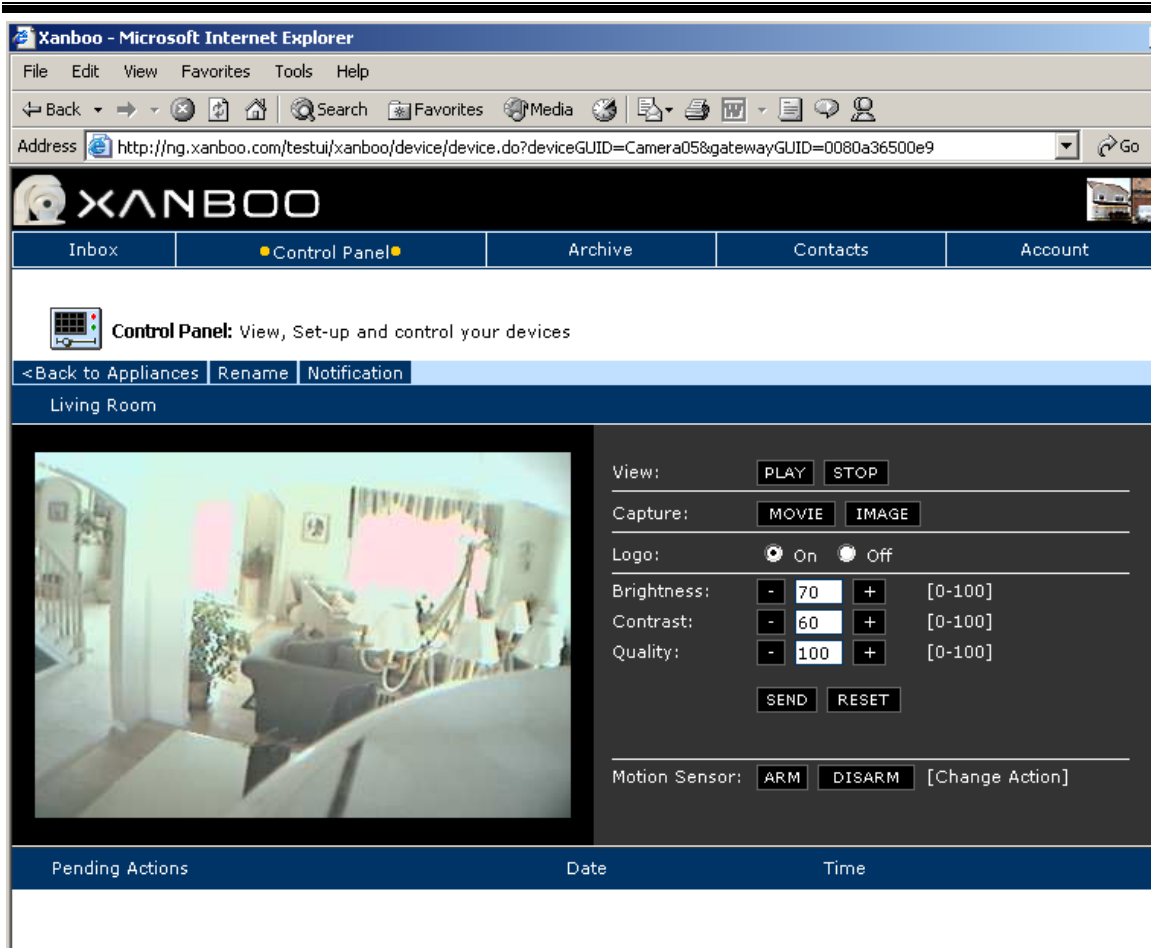 Xanboo - Microsoft Internet Explorer
File Edit View Favorites Tools Help
Back Search Favorites Media
Address http://ng.xanboo.com/testui/xanboo/device/device.do?deviceGUID=Camera05&gatewayGUID=0080a36500e9 Go
XANBOO
Inbox Control Panel Archive Contacts Account
Control Panel: View, Set-up and control your devices
<Back to Appliances Rename Notification
Living Room
View: PLAY STOP
Capture: MOVIE IMAGE
Logo: On Off
Brightness: - 70 + [0-100]
Contrast: - 60 + [0-100]
Quality: - 100 + [0-100]
SEND RESET
Motion Sensor: ARM DISARM [Change Action]
Pending Actions Date Time